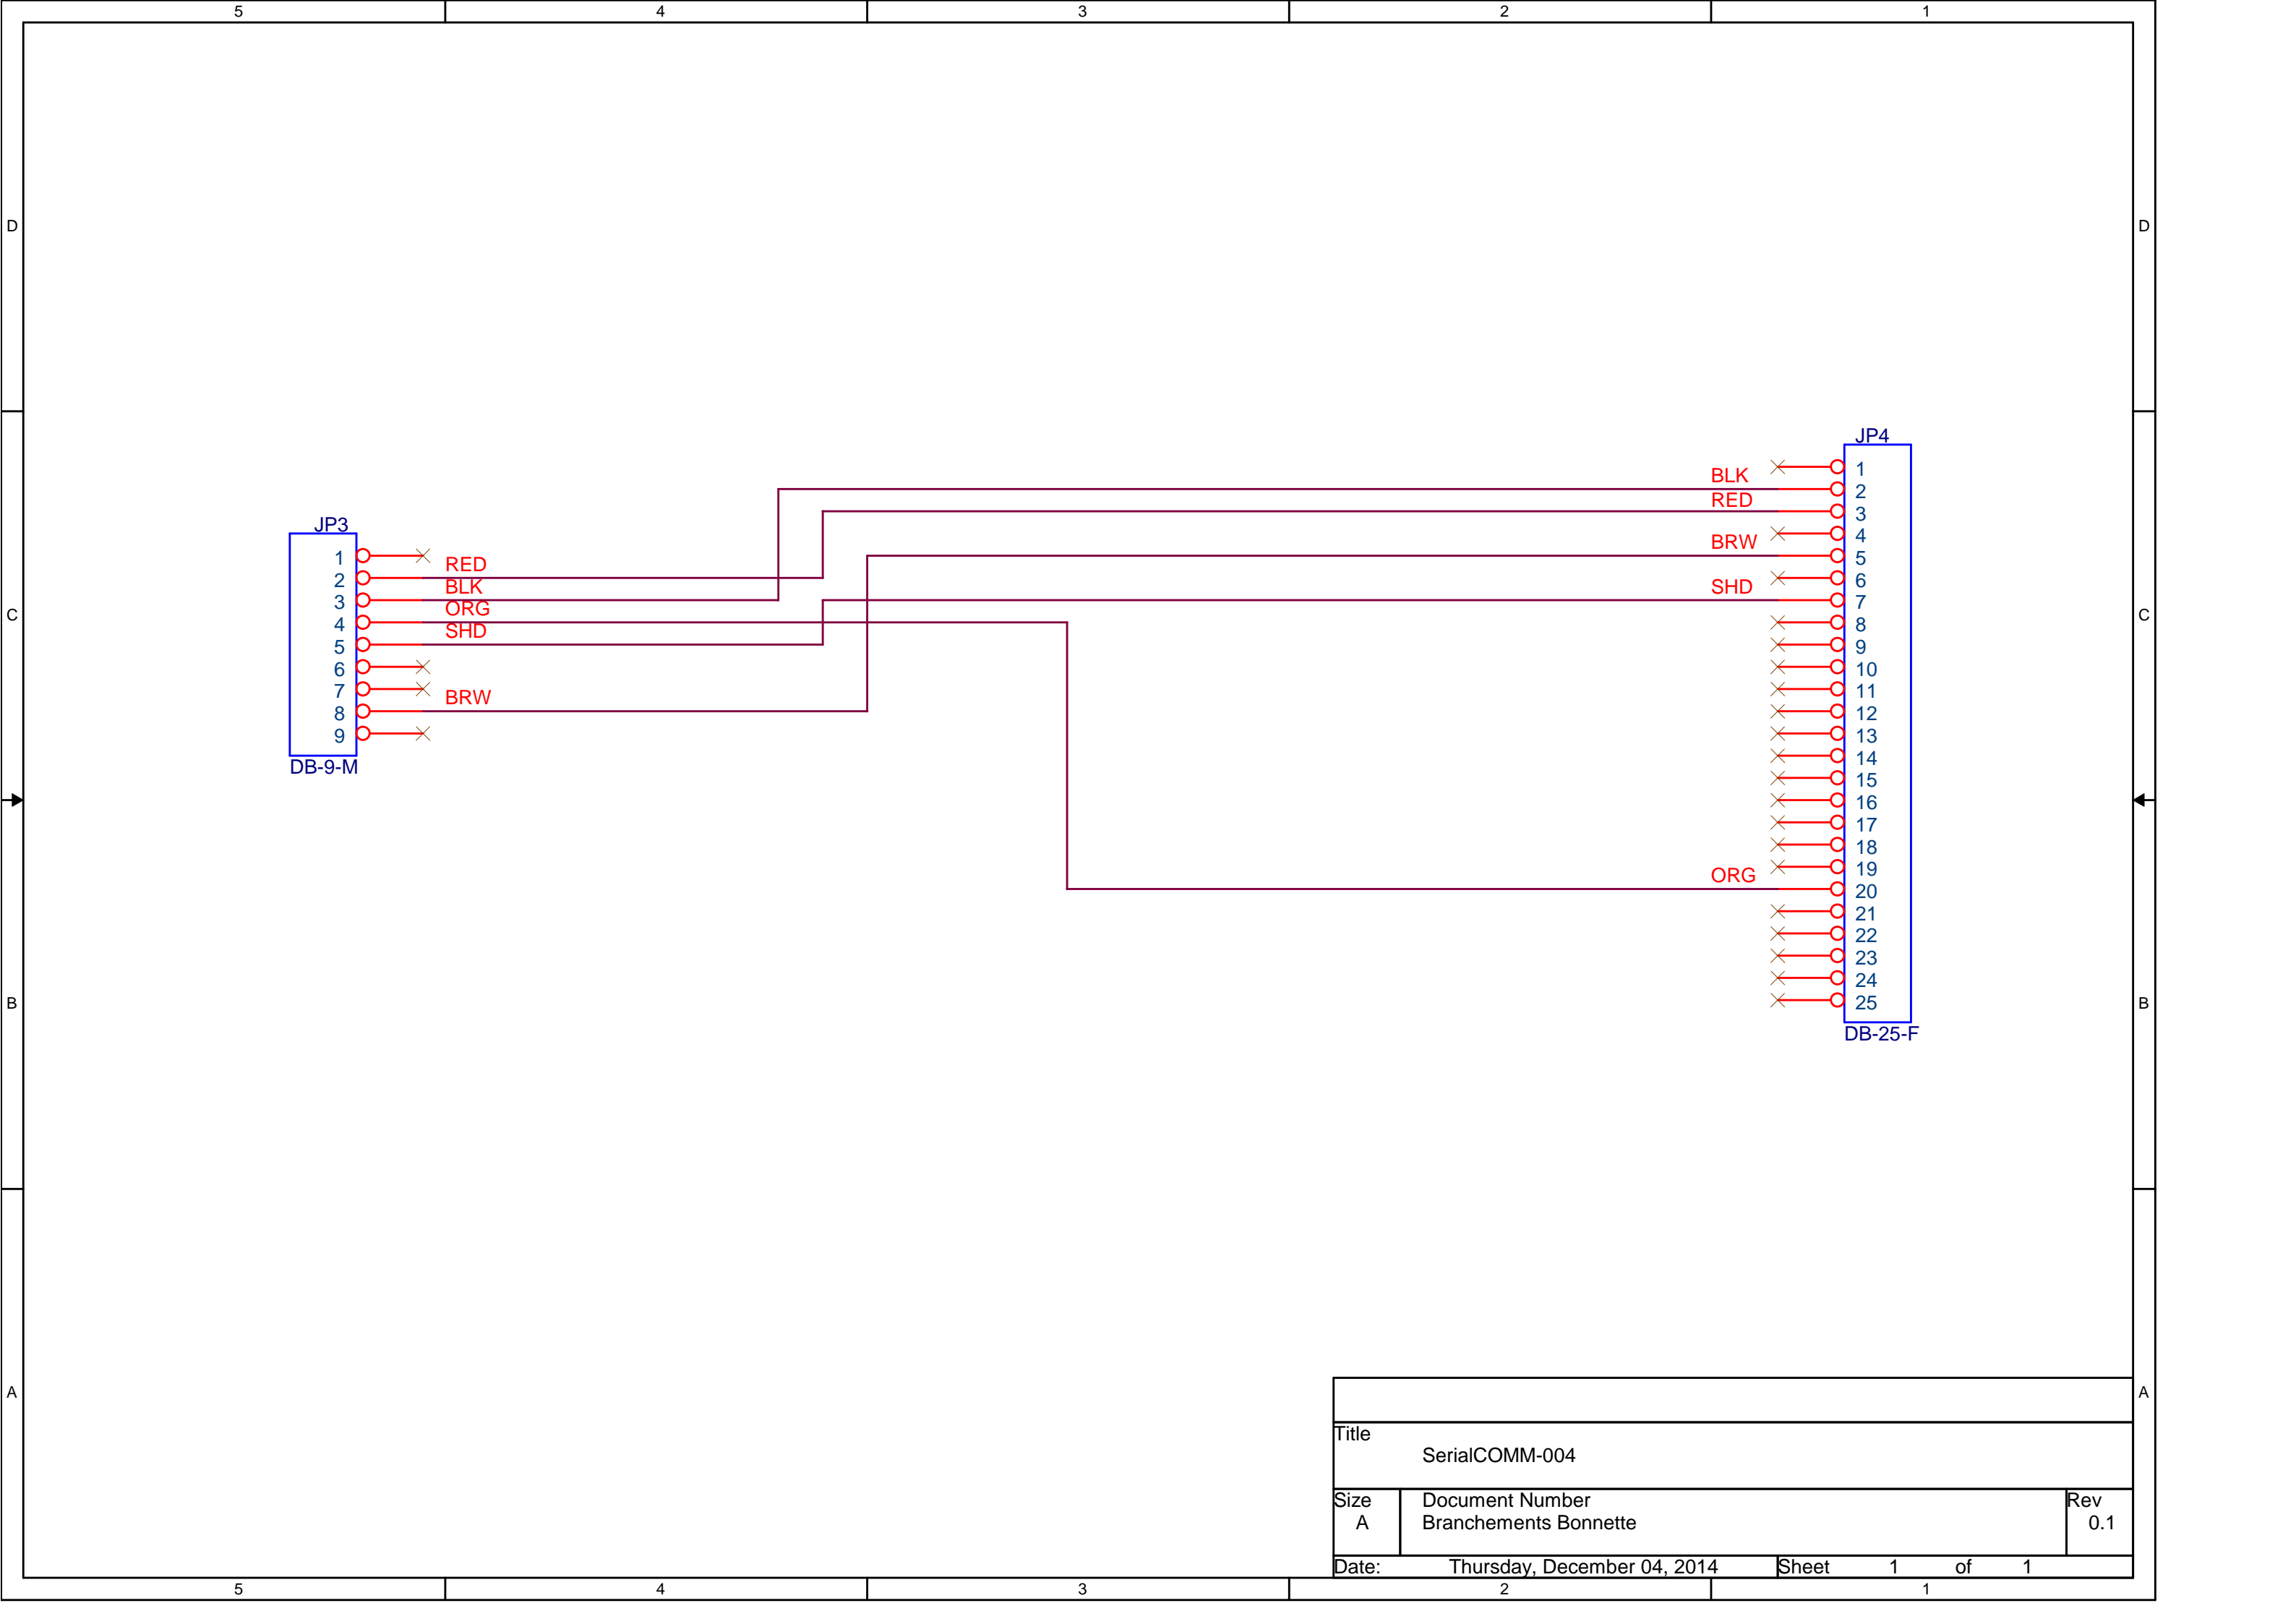 5 4 3 2 1
D D
JP4
1
BLK 2
RED 3
4
BRW 5
6
SHD 7
8
9
10
11
12
13
14
15
16
17
18
19
ORG 20
21
22
23
24
25
DB-25-F
JP3
1
2 RED
3 BLK
4 ORG
5 SHD
6
7
8 BRW
9
DB-9-M
C C
B B
A A
Title
SerialCOMM-004
Size Document Number Rev
A Branchements Bonnette 0.1
Date: Thursday, December 04, 2014 Sheet 1 of 1
5 4 3 2 1